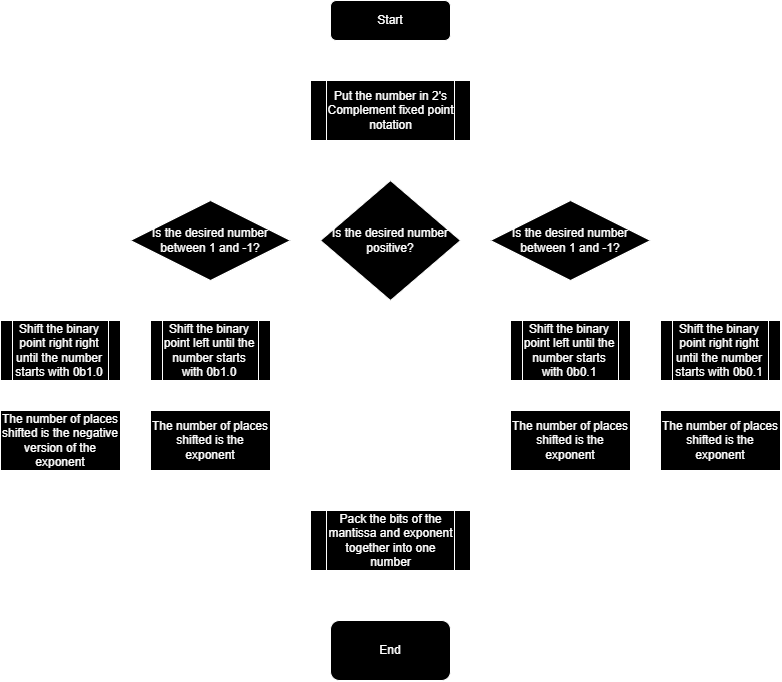 Start
Put the number in 2's
Complement fixed point
notation
Is the desired number
between 1 and -1?
Is the desired number
positive?
Is the desired number
between 1 and -1?
Shift the binary
point right right
until the number
starts with 0b1.0
Shift the binary
point left until the
number starts
with 0b1.0
Shift the binary
point left until the
number starts
with 0b0.1
Shift the binary
point right right
until the number
starts with 0b0.1
The number of places
shifted is the negative
version of the
exponent
The number of places
shifted is the
exponent
The number of places
shifted is the
exponent
The number of places
shifted is the
exponent
Pack the bits of the
mantissa and exponent
together into one
number
End